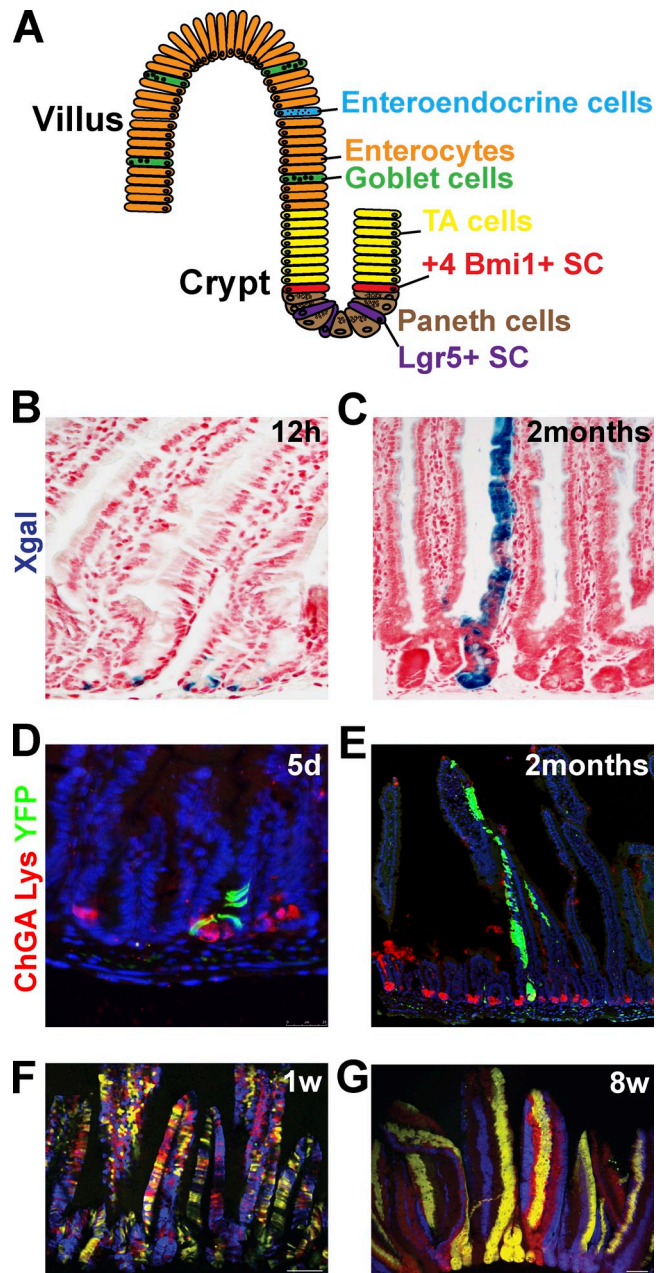 A
Villus
Enteroendocrine cells
Enterocytes
Goblet cells
TA cells
+4 Bmi1+ SC
Crypt
Paneth cells
Lgr5+ SC
B
12h
C
2months
Xgal
D
5d
E
2months
ChGA Lys YFP
F
1w
G
8w